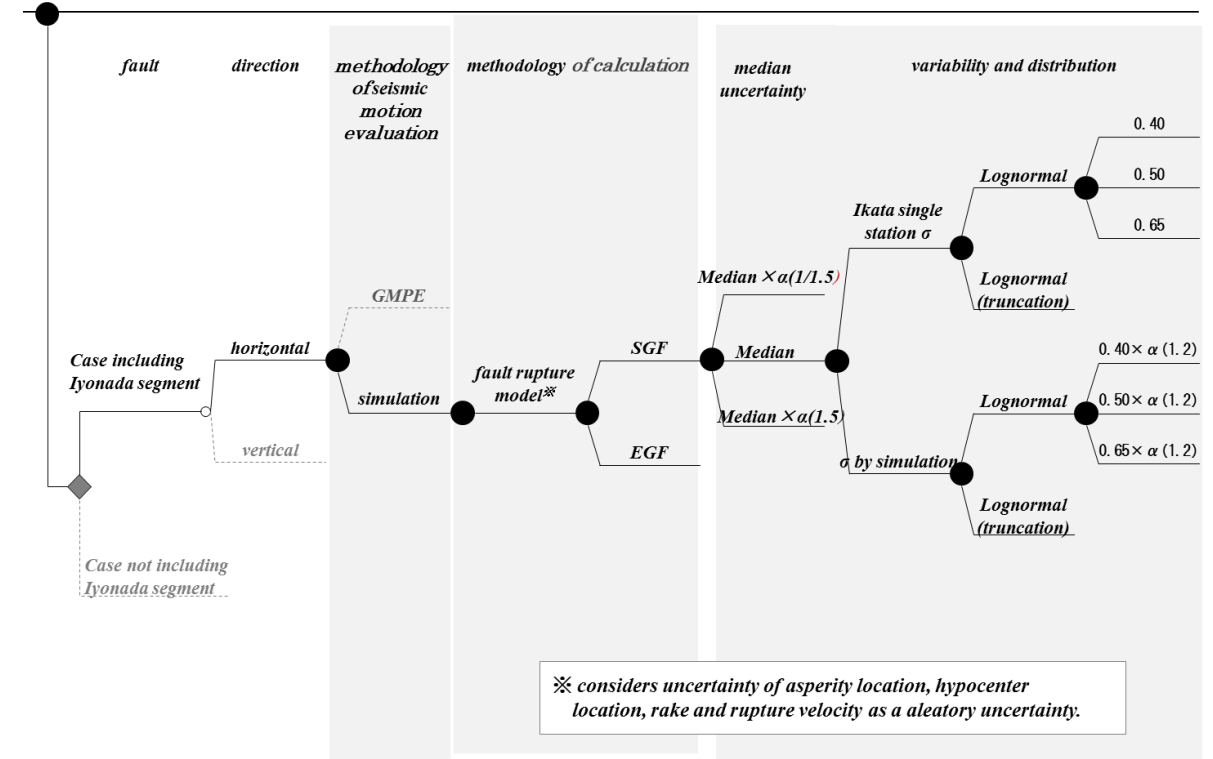 fault
direction
methodology
of seismic
motion
evaluation
methodology of calculation
median
uncertainty
variability and distribution
0.40
Lognormal
0.50
Ikata single
station σ
0.65
Lognormal
(truncation)
Median×α(1/1.5)
GMPE
Case including
Iyonada segment
horizontal
SGF
Median
0.40×α(1.2)
fault rupture
model※
simulation
Lognormal
0.50×α(1.2)
Median×α(1.5)
vertical
EGF
σ by simulation
0.65×α(1.2)
Lognormal
(truncation)
Case not including
Iyonada segment
※ considers uncertainty of asperity location, hypocenter
location, rake and rupture velocity as a aleatory uncertainty.